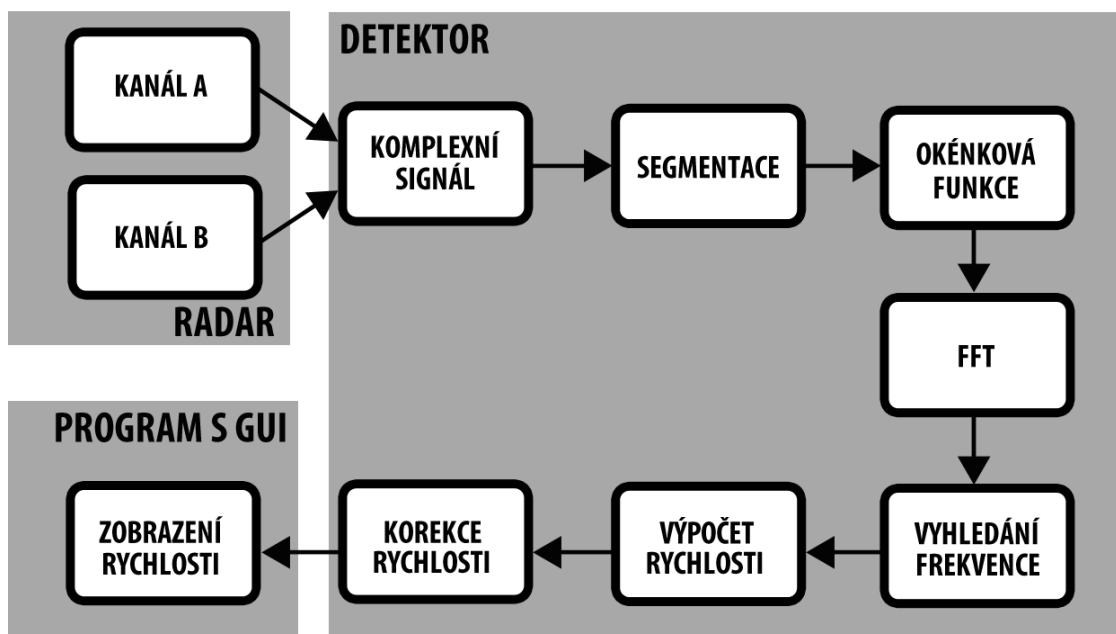 DETEKTOR
KANÁL A
KOMPLEXNÍ
SIGNÁL
SEGMENTACE
OKÉNKOVÁ
FUNKCE
KANÁL B
RADAR
FFT
PROGRAM S GUI
ZOBRAZENÍ
RYCHLOSTI
KOREKCE
RYCHLOSTI
VÝPOČET
RYCHLOSTI
VYHLEDÁNÍ
FREKVENCE